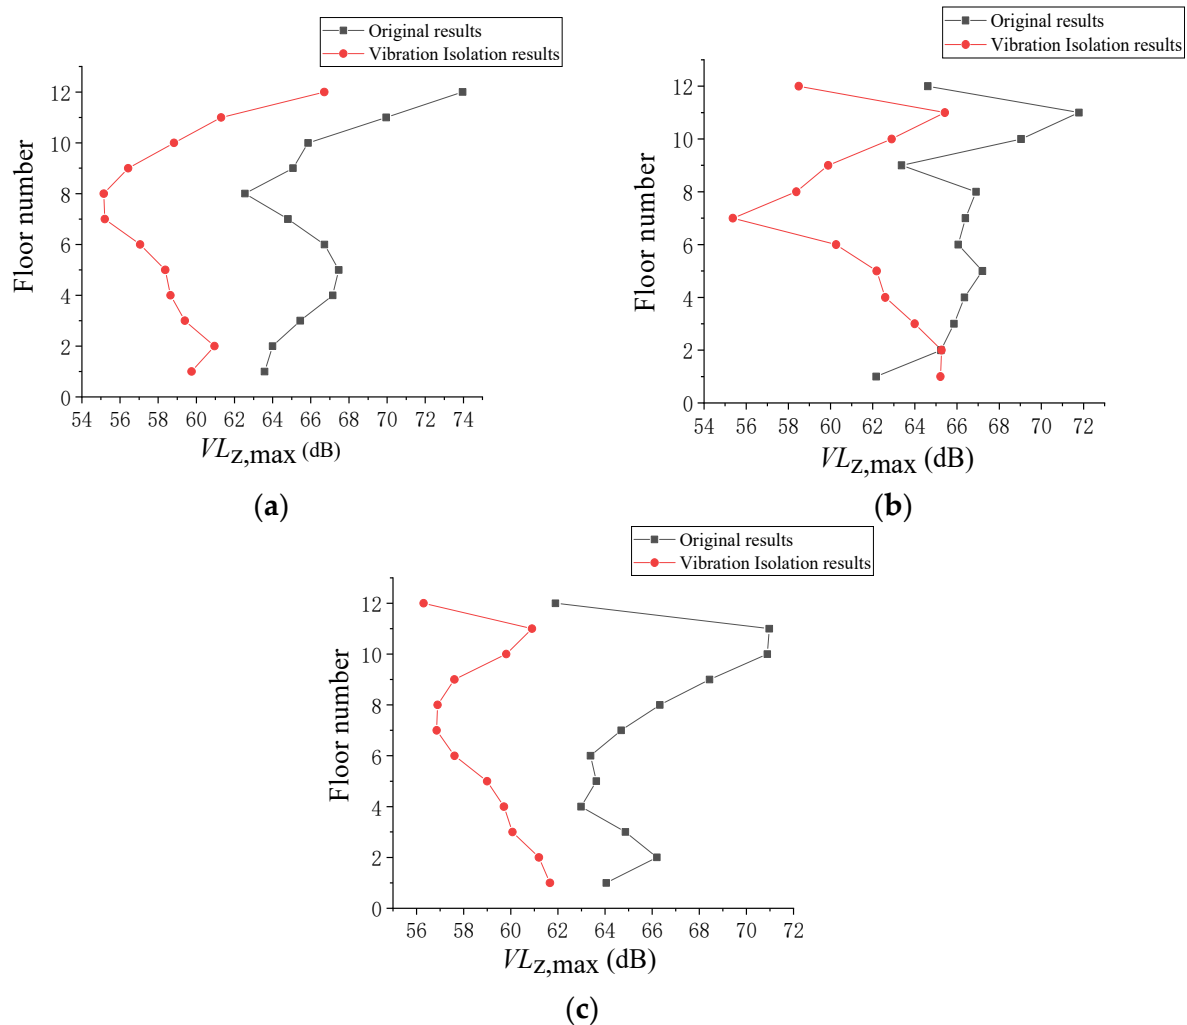 Original results
Vibration Isolation results
12
10
8
6
4
2
0
Floor number
54 56 58 60 62 64 66 68 70 72 74
VLz,max (dB)
(a)
Original results
Vibration Isolation results
12
10
8
6
4
2
0
Floor number
54 56 58 60 62 64 66 68 70 72
VLz,max (dB)
(b)
Original results
Vibration Isolation results
12
10
8
6
4
2
0
Floor number
56 58 60 62 64 66 68 70 72
VLz,max (dB)
(c)